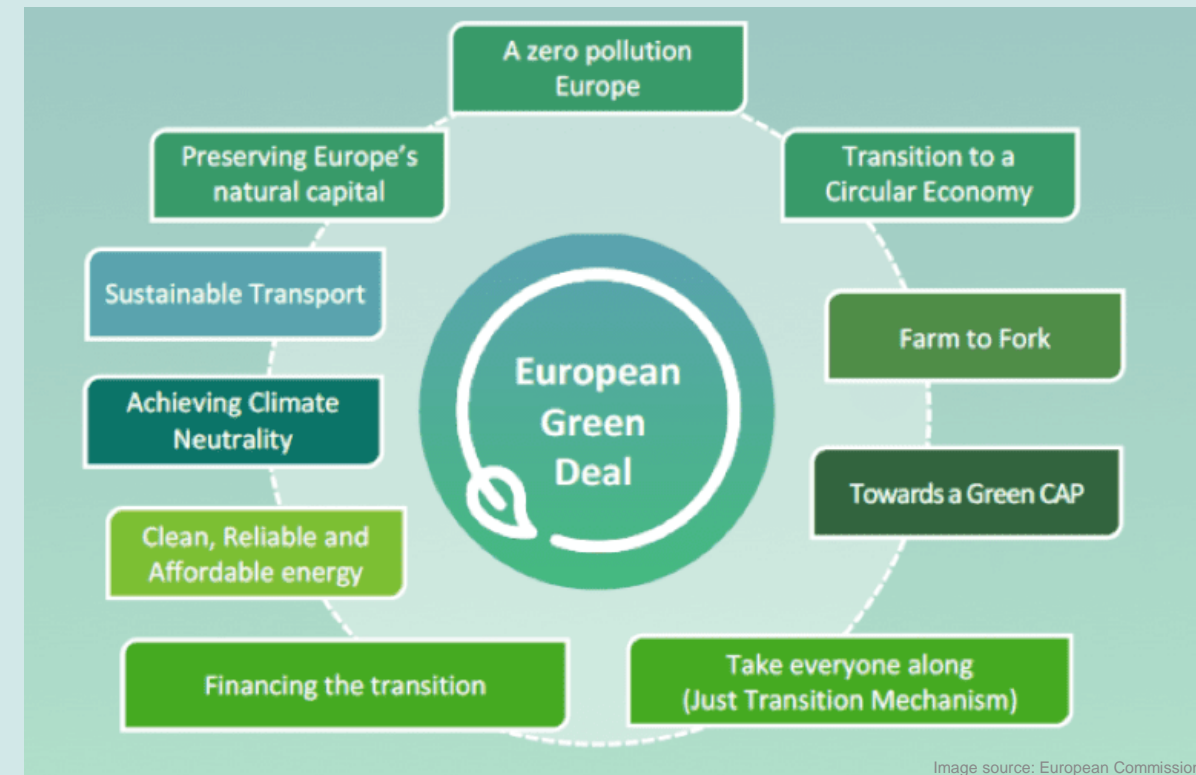 A zero pollution
Europe
Preserving Europe's
natural capital
Transition to a
Circular Economy
Sustainable Transport
Farm to Fork
European
Green
Deal
Achieving Climate
Neutrality
Towards a Green CAP
Clean, Reliable and
Affordable energy
Financing the transition
Take everyone along
(Just Transition Mechanism)
Image source: European Commission